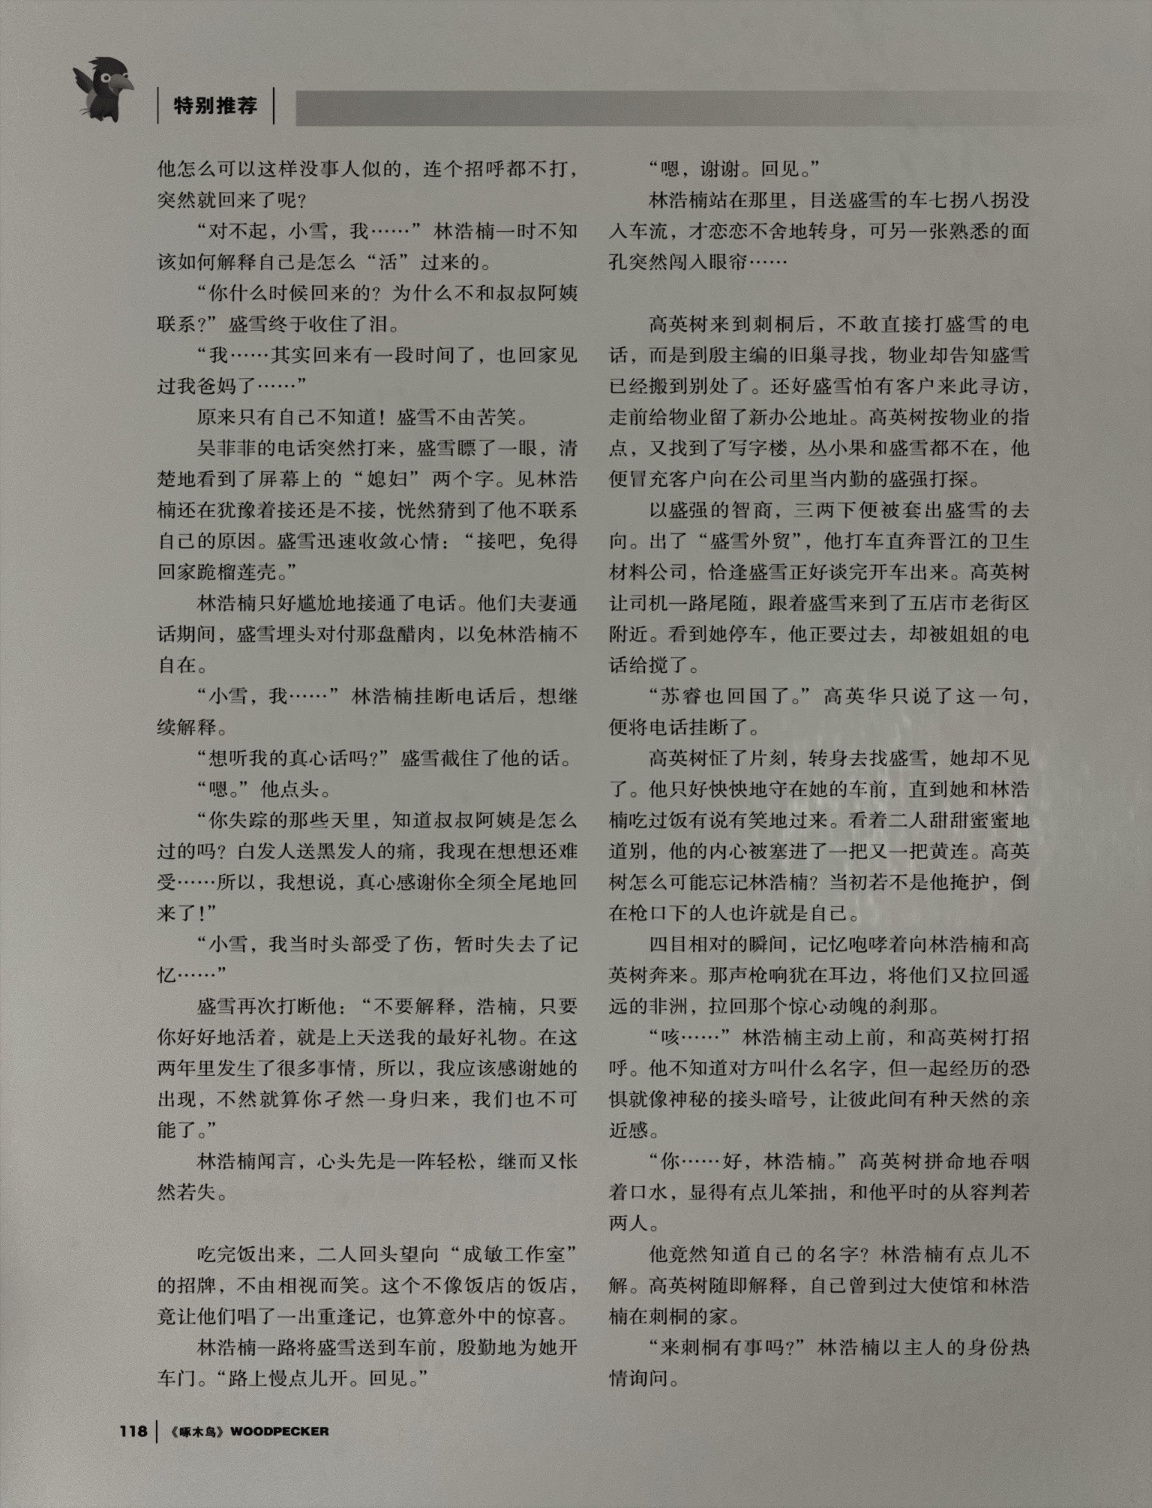 特别推荐
他怎么可以这样没事人似的，连个招呼都不打，
突然就回来了呢？
“对不起，小雪，我……”林浩楠一时不知
该如何解释自己是怎么“活”过来的。
“你什么时候回来的？为什么不和叔叔阿姨
联系？”盛雪终于收住了泪。
“我……其实回来有一段时间了，也回家见
过我爸妈了……”
原来只有自己不知道！盛雪不由苦笑。
吴菲菲的电话突然打来，盛雪瞟了一眼，清
楚地看到了屏幕上的“媳妇”两个字。见林浩
楠还在犹豫着接还是不接，恍然猜到了他不联系
自己的原因。盛雪迅速收敛心情：“接吧，免得
回家跪榴莲壳。”
林浩楠只好尴尬地接通了电话。他们夫妻通
话期间，盛雪埋头对付那盘醋肉，以免林浩楠不
自在。
“小雪，我……”林浩楠挂断电话后，想继
续解释。
“想听我的真心话吗？”盛雪截住了他的话。
“嗯。”他点头。
“你失踪的那些天里，知道叔叔阿姨是怎么
过的吗？白发人送黑发人的痛，我现在想想还难
受……所以，我想说，真心感谢你全须全尾地回
来了！”
“小雪，我当时头部受了伤，暂时失去了记
忆……”
盛雪再次打断他：“不要解释，浩楠，只要
你好好地活着，就是上天送我的最好礼物。在这
两年里发生了很多事情，所以，我应该感谢她的
出现，不然就算你孑然一身归来，我们也不可
能了。”
林浩楠闻言，心头先是一阵轻松，继而又怅
然若失。
吃完饭出来，二人回头望向“成敏工作室”
的招牌，不由相视而笑。这个不像饭店的饭店，
竟让他们唱了一出重逢记，也算意外中的惊喜。
林浩楠一路将盛雪送到车前，殷勤地为她开
车门。“路上慢点儿开。回见。”
“嗯，谢谢。回见。”
林浩楠站在那里，目送盛雪的车七拐八拐没
入车流，才恋恋不舍地转身，可另一张熟悉的面
孔突然闯入眼帘……
高英树来到刺桐后，不敢直接打盛雪的电
话，而是到殷主编的旧巢寻找，物业却告知盛雪
已经搬到别处了。还好盛雪怕有客户来此寻访，
走前给物业留了新办公地址。高英树按物业的指
点，又找到了写字楼，丛小果和盛雪都不在，他
便冒充客户向在公司里当内勤的盛强打探。
以盛强的智商，三两下便被套出盛雪的去
向。出了“盛雪外贸”，他打车直奔晋江的卫生
材料公司，恰逢盛雪正好谈完开车出来。高英树
让司机一路尾随，跟着盛雪来到了五店市老街区
附近。看到她停车，他正要过去，却被姐姐的电
话给搅了。
“苏睿也回国了。”高英华只说了这一句，
便将电话挂断了。
高英树怔了片刻，转身去找盛雪，她却不见
了。他只好怏怏地守在她的车前，直到她和林浩
楠吃过饭有说有笑地过来。看着二人甜甜蜜蜜地
道别，他的内心被塞进了一把又一把黄连。高英
树怎么可能忘记林浩楠？当初若不是他掩护，倒
在枪口下的人也许就是自己。
四目相对的瞬间，记忆咆哮着向林浩楠和高
英树奔来。那声枪响犹在耳边，将他们又拉回遥
远的非洲，拉回那个惊心动魄的刹那。
“咳……”林浩楠主动上前，和高英树打招
呼。他不知道对方叫什么名字，但一起经历的恐
惧就像神秘的接头暗号，让彼此间有种天然的亲
近感。
“你……好，林浩楠。”高英树拼命地吞咽
着口水，显得有点儿笨拙，和他平时的从容判若
两人。
他竟然知道自己的名字？林浩楠有点儿不
解。高英树随即解释，自己曾到过大使馆和林浩
楠在刺桐的家。
“来刺桐有事吗？”林浩楠以主人的身份热
情询问。
118 《啄木鸟》WOODPECKER